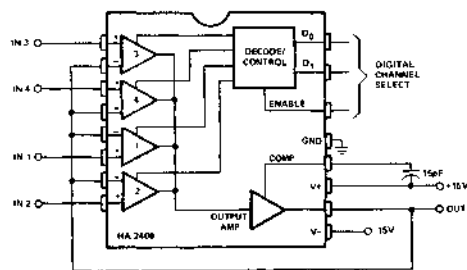 IN 3
IN 4
IN 1
IN 2
+
-
3
-
+
4
+
-
1
-
+
2
DECODE/
CONTROL
D0
D1
ENABLE
DIGITAL
CHANNEL
SELECT
GND
COMP
15pF
V+
+15V
OUTPUT
AMP
OUT
V-
15V
HA 2400